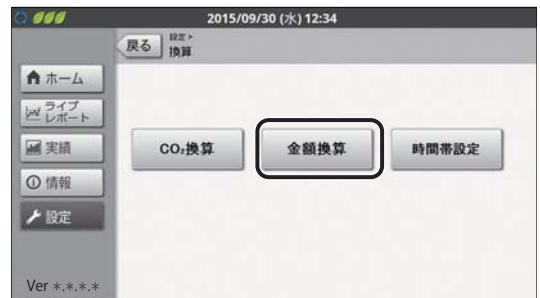 2015/09/30 (水) 12:34
戻る
設定>
換算
ホーム
ライブ
レポート
実績
情報
設定
CO₂換算
金額換算
時間帯設定
Ver *.*.*.*